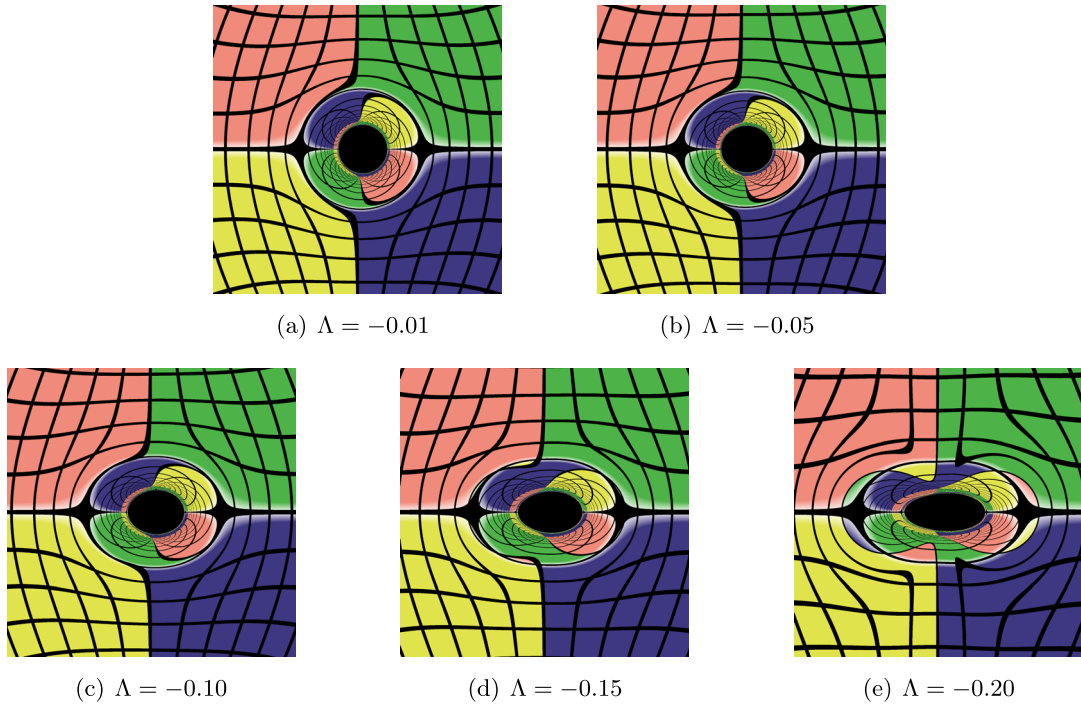 (a) Λ = −0.01
(b) Λ = −0.05
(c) Λ = −0.10
(d) Λ = −0.15
(e) Λ = −0.20